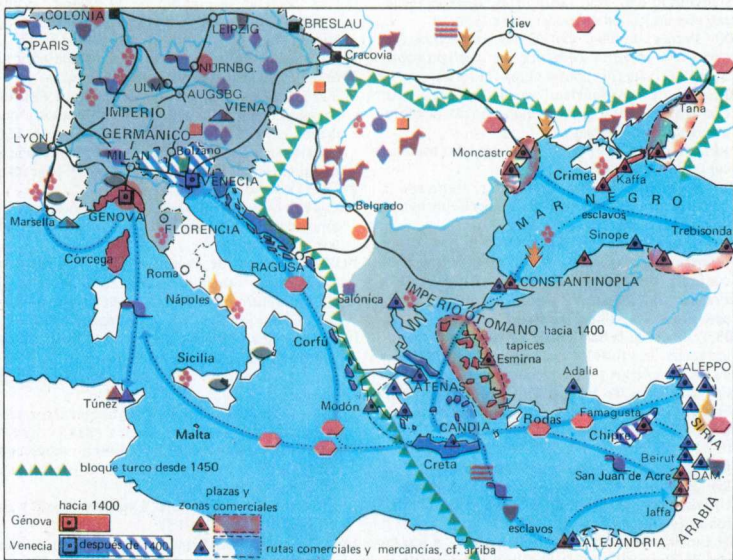 COLONIA
LEIPZIG
BRESLAU
Kiev
PARIS
Cracovia
NÜRNBG.
ULM
AUGSBG
VIENA
Tana
IMPERIO
GERMÁNICO
LYON
Bolzano
MILAN
VENECIA
Moncastro
Crimea
Kaffa
GENOVA
Belgrado
MAR NEGRO
esclavos
Marsella
FLORENCIA
Sinope
Trebisonda
Córcega
RAGUSA
Roma
CONSTANTINOPLA
Nápoles
Salónica
IMPERIO OTOMANO hacia 1400
tapices
Corfú
Esmirna
Sicilia
ATENAS
Adalia
ALEPPO
Túnez
Modón
CANDIA
Rodas
Famagusta
SIRIA
Malta
Chipre
Creta
Beirut
San Juan de Acre
DAM.
bloque turco desde 1450
Jaffa
ARABIA
hacia 1400
plazas y
zonas comerciales
Génova
esclavos
ALEJANDRIA
Venecia
después de 1400
rutas comerciales y mercancías, cf. arriba